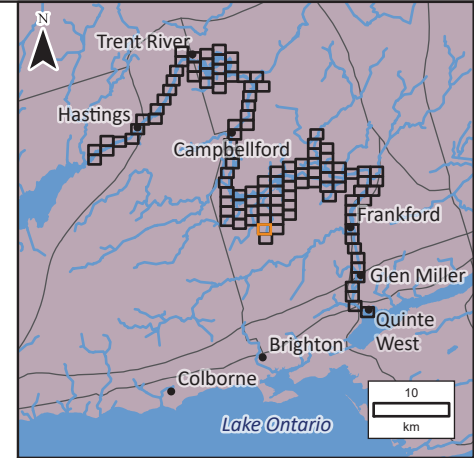 N
Trent River
Hastings
Campbellford
Frankford
Glen Miller
Quinte
West
Brighton
Colborne
10
km
Lake Ontario